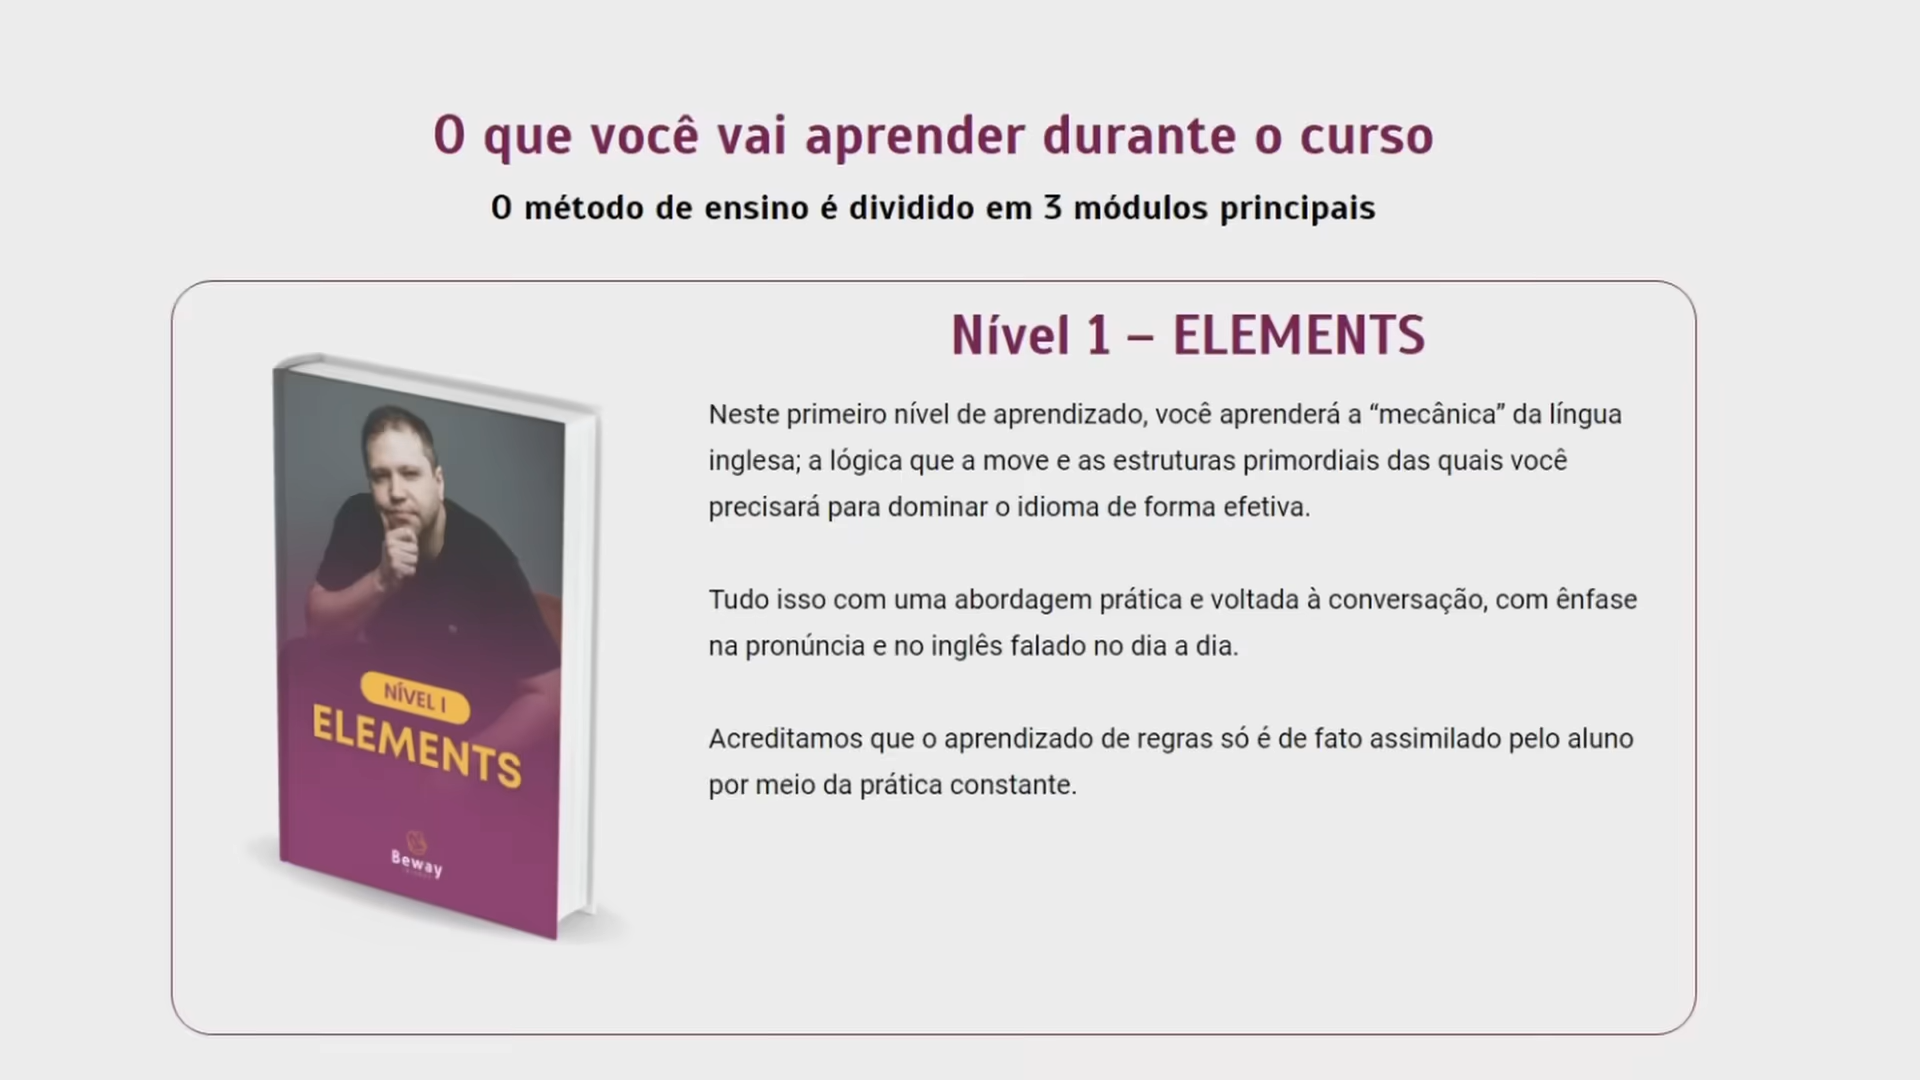 O que você vai aprender durante o curso
O método de ensino é dividido em 3 módulos principais
Nível 1 – ELEMENTS
Neste primeiro nível de aprendizado, você aprenderá a “mecânica” da língua
inglesa; a lógica que a move e as estruturas primordiais das quais você
precisará para dominar o idioma de forma efetiva.
Tudo isso com uma abordagem prática e voltada à conversação, com ênfase
na pronúncia e no inglês falado no dia a dia.
Acreditamos que o aprendizado de regras só é de fato assimilado pelo aluno
por meio da prática constante.
NÍVEL I
ELEMENTS
Beway